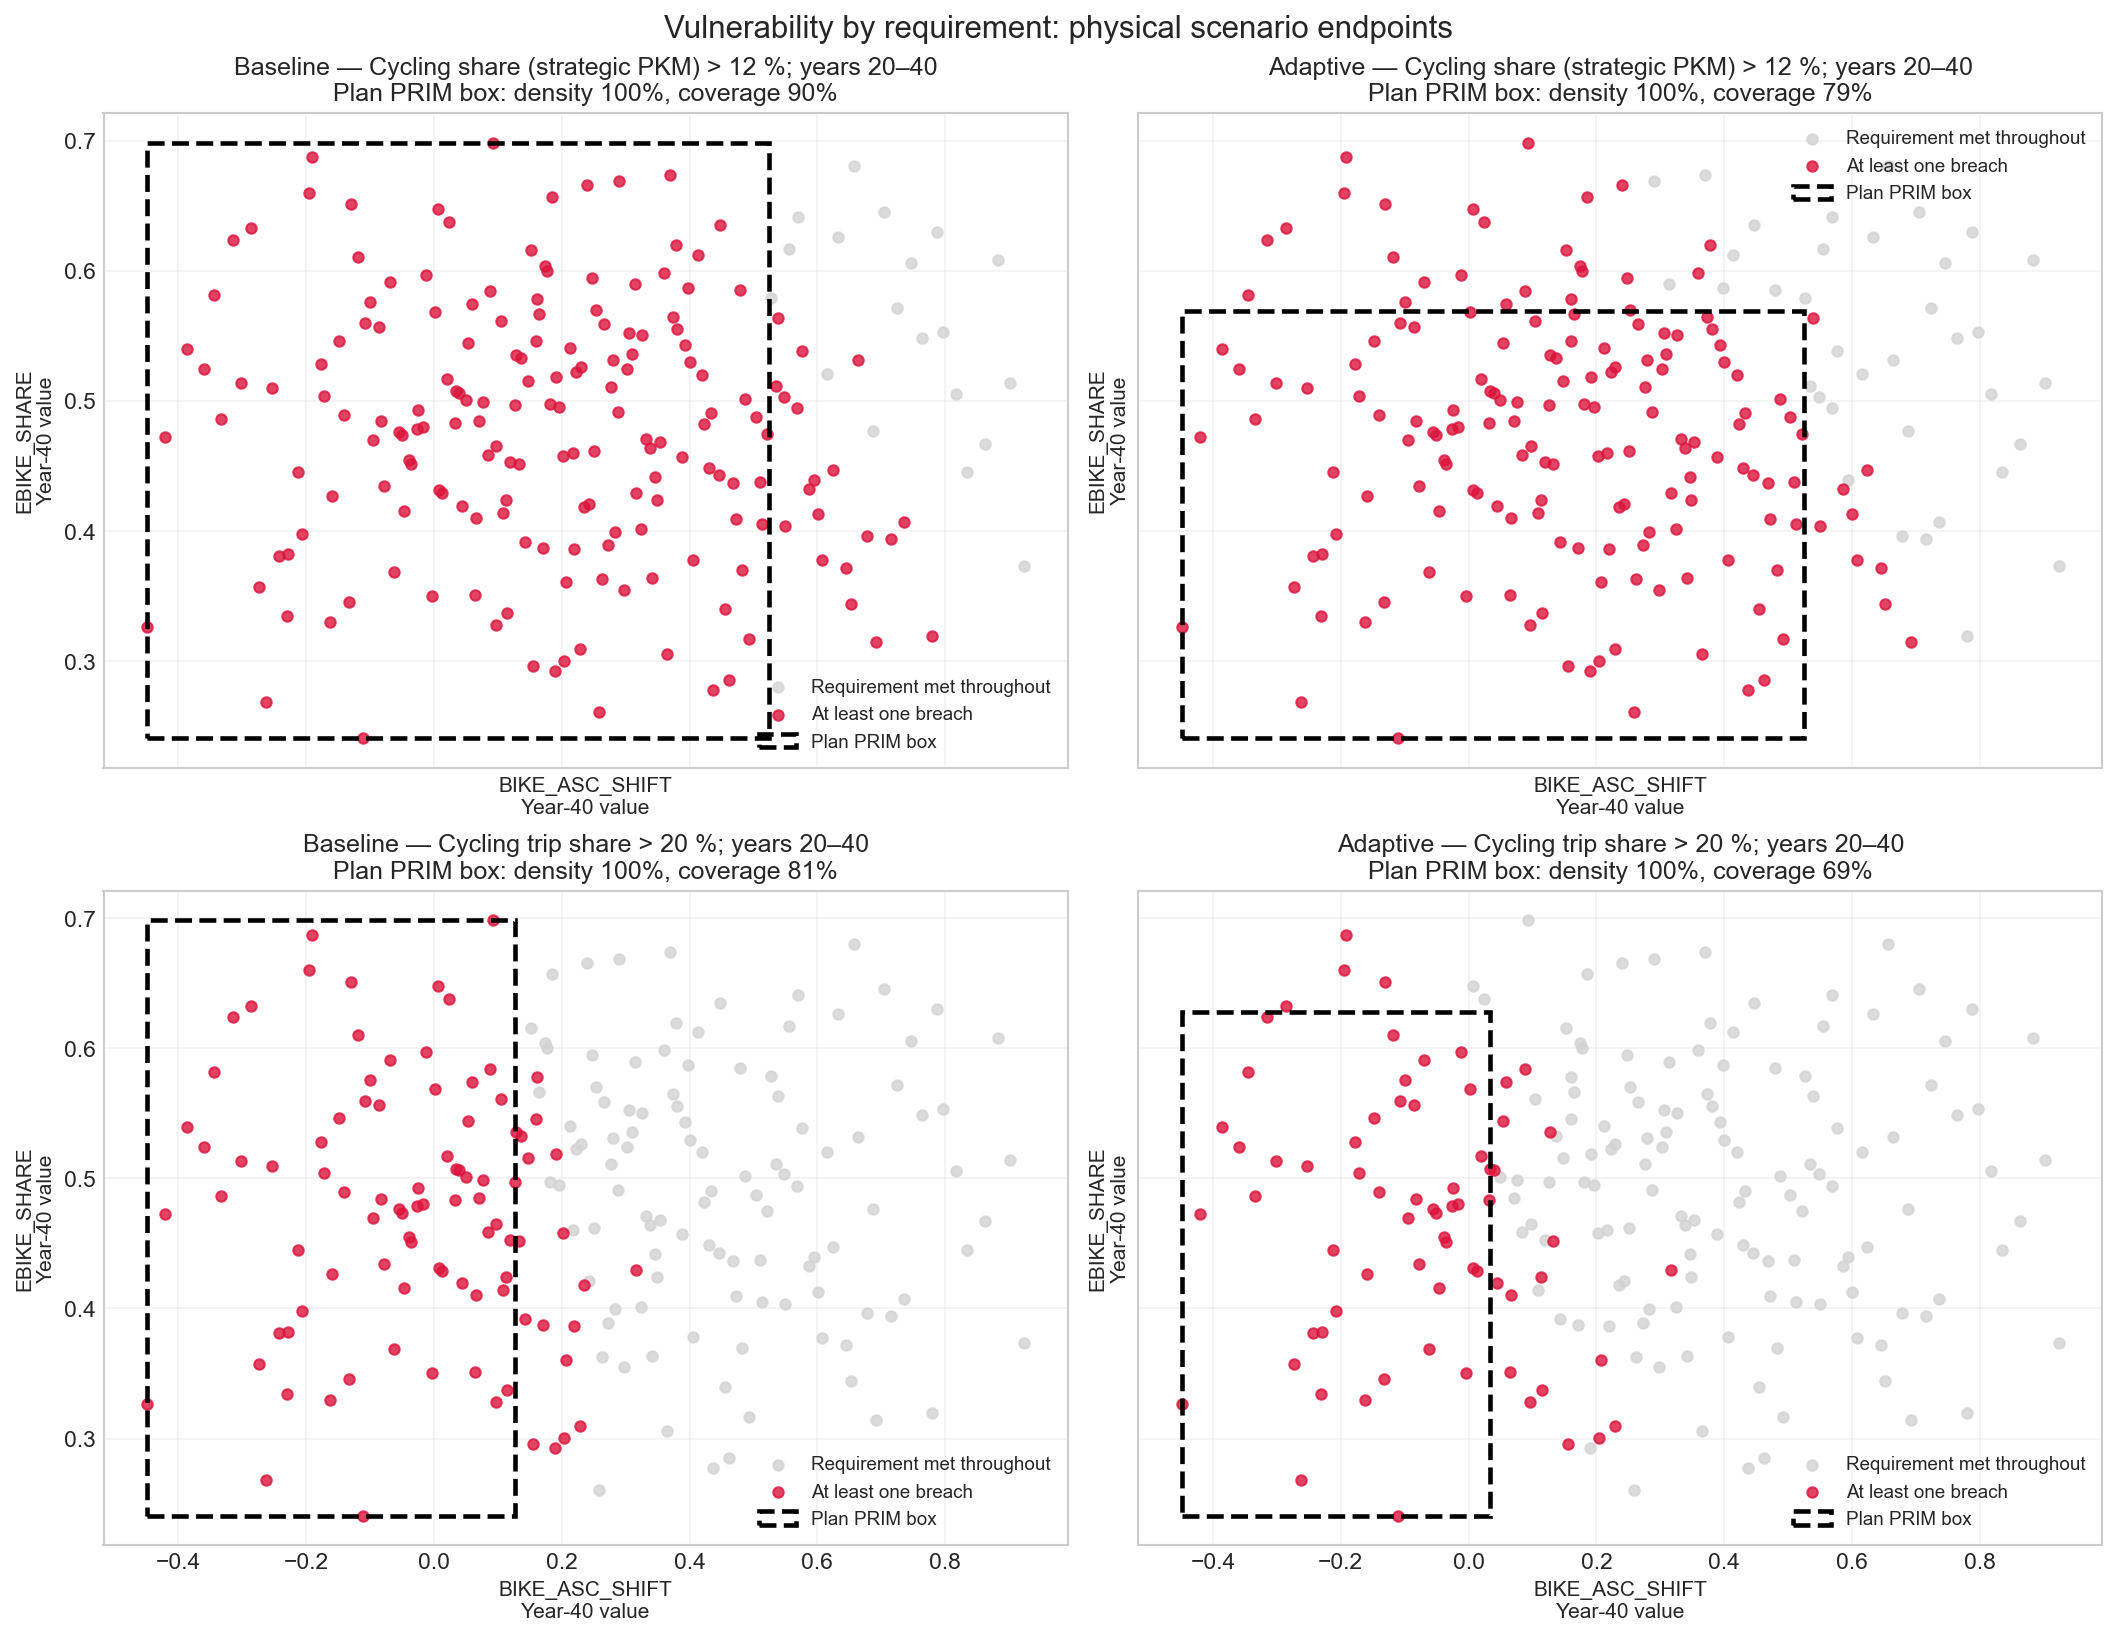 Vulnerability by requirement: physical scenario endpoints
Baseline — Cycling share (strategic PKM) > 12 %; years 20–40
Plan PRIM box: density 100%, coverage 90%
0.7
0.6
0.5
0.4
0.3
EBIKE_SHARE
Year-40 value
Requirement met throughout
At least one breach
Plan PRIM box
BIKE_ASC_SHIFT
Year-40 value
Adaptive — Cycling share (strategic PKM) > 12 %; years 20–40
Plan PRIM box: density 100%, coverage 79%
EBIKE_SHARE
Year-40 value
Requirement met throughout
At least one breach
Plan PRIM box
BIKE_ASC_SHIFT
Year-40 value
Baseline — Cycling trip share > 20 %; years 20–40
Plan PRIM box: density 100%, coverage 81%
0.7
0.6
0.5
0.4
0.3
EBIKE_SHARE
Year-40 value
Requirement met throughout
At least one breach
Plan PRIM box
−0.4 −0.2 0.0 0.2 0.4 0.6 0.8
BIKE_ASC_SHIFT
Year-40 value
Adaptive — Cycling trip share > 20 %; years 20–40
Plan PRIM box: density 100%, coverage 69%
EBIKE_SHARE
Year-40 value
Requirement met throughout
At least one breach
Plan PRIM box
−0.4 −0.2 0.0 0.2 0.4 0.6 0.8
BIKE_ASC_SHIFT
Year-40 value